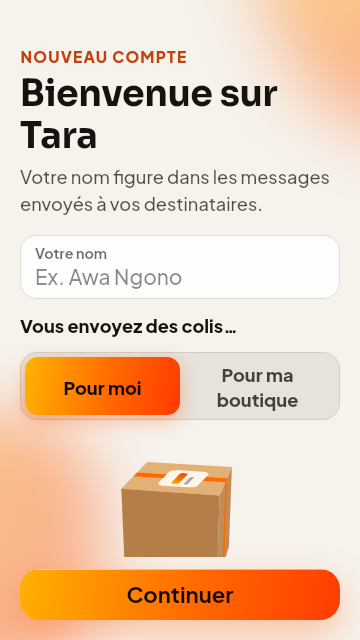 NOUVEAU COMPTE
Bienvenue sur
Tara
Votre nom figure dans les messages
envoyés à vos destinataires.
Votre nom
Ex. Awa Ngono
Vous envoyez des colis…
Pour moi
Pour ma
boutique
Continuer